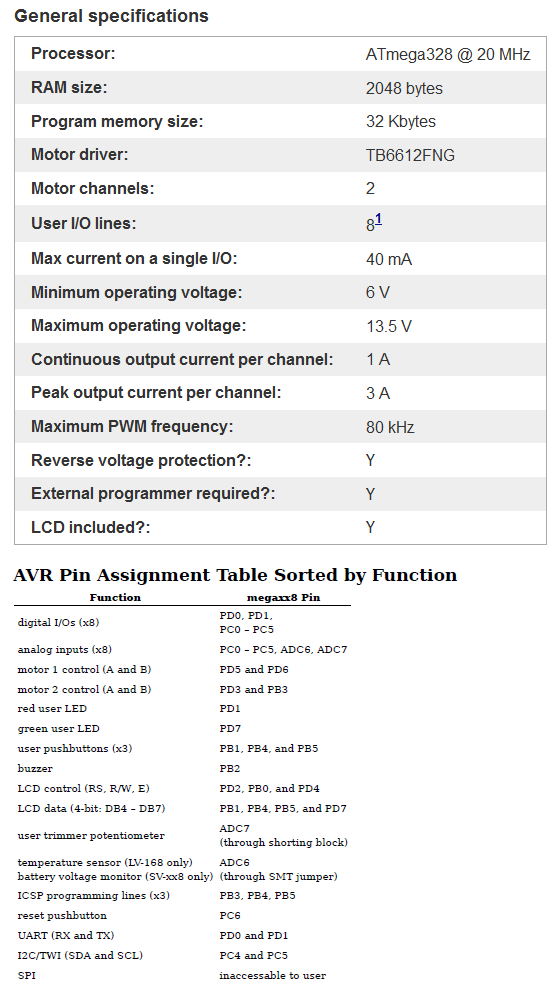 General specifications
Processor: ATmega328 @ 20 MHz
RAM size: 2048 bytes
Program memory size: 32 Kbytes
Motor driver: TB6612FNG
Motor channels: 2
User I/O lines: 81
Max current on a single I/O: 40 mA
Minimum operating voltage: 6 V
Maximum operating voltage: 13.5 V
Continuous output current per channel: 1 A
Peak output current per channel: 3 A
Maximum PWM frequency: 80 kHz
Reverse voltage protection?: Y
External programmer required?: Y
LCD included?: Y
AVR Pin Assignment Table Sorted by Function
Function megaxx8 Pin
digital I/Os (x8) PD0, PD1,
PC0 – PC5
analog inputs (x8) PC0 – PC5, ADC6, ADC7
motor 1 control (A and B) PD5 and PD6
motor 2 control (A and B) PD3 and PB3
red user LED PD1
green user LED PD7
user pushbuttons (x3) PB1, PB4, and PB5
buzzer PB2
LCD control (RS, R/W, E) PD2, PB0, and PD4
LCD data (4-bit: DB4 – DB7) PB1, PB4, PB5, and PD7
user trimmer potentiometer ADC7
(through shorting block)
temperature sensor (LV-168 only) ADC6
battery voltage monitor (SV-xx8 only) (through SMT jumper)
ICSP programming lines (x3) PB3, PB4, PB5
reset pushbutton PC6
UART (RX and TX) PD0 and PD1
I2C/TWI (SDA and SCL) PC4 and PC5
SPI inaccessable to user